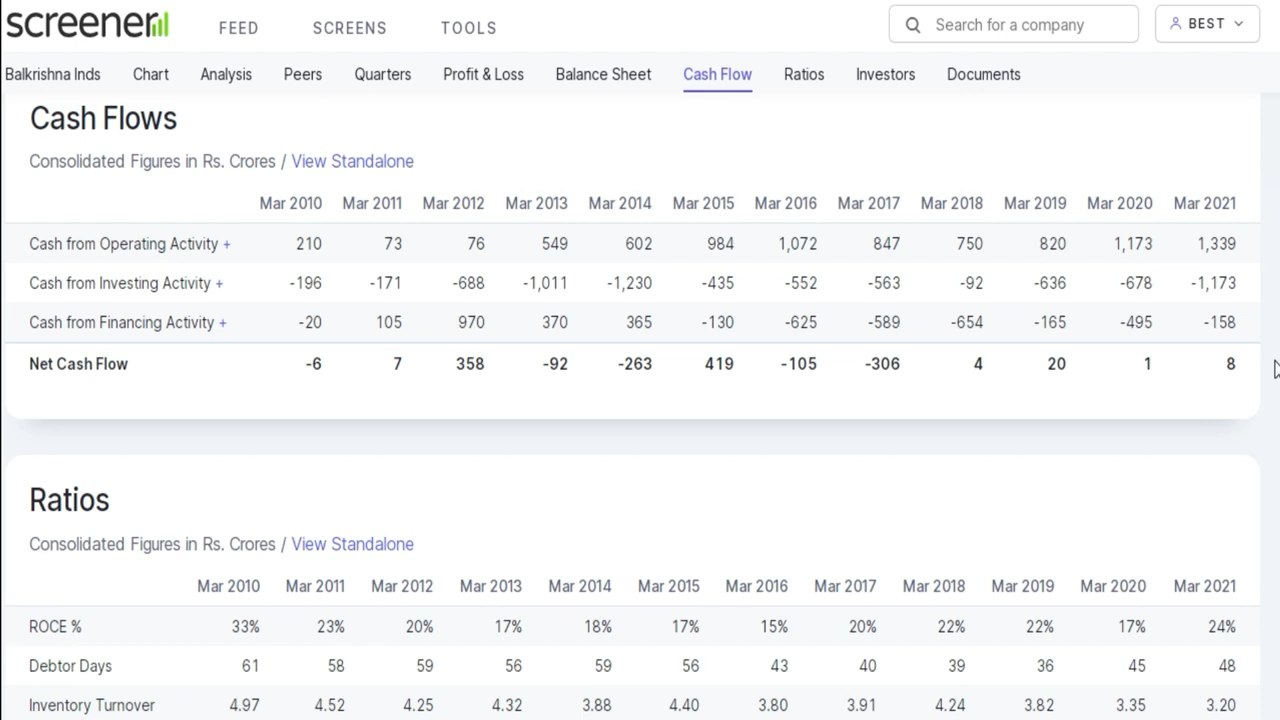 screener FEED SCREENS TOOLS Search for a company BEST
Balkrishna Inds Chart Analysis Peers Quarters Profit & Loss Balance Sheet Cash Flow Ratios Investors Documents
Cash Flows
Consolidated Figures in Rs. Crores / View Standalone
Mar 2010 Mar 2011 Mar 2012 Mar 2013 Mar 2014 Mar 2015 Mar 2016 Mar 2017 Mar 2018 Mar 2019 Mar 2020 Mar 2021
Cash from Operating Activity + 210 73 76 549 602 984 1,072 847 750 820 1,173 1,339
Cash from Investing Activity + -196 -171 -688 -1,011 -1,230 -435 -552 -563 -92 -636 -678 -1,173
Cash from Financing Activity + -20 105 970 370 365 -130 -625 -589 -654 -165 -495 -158
Net Cash Flow -6 7 358 -92 -263 419 -105 -306 4 20 1 8
Ratios
Consolidated Figures in Rs. Crores / View Standalone
Mar 2010 Mar 2011 Mar 2012 Mar 2013 Mar 2014 Mar 2015 Mar 2016 Mar 2017 Mar 2018 Mar 2019 Mar 2020 Mar 2021
ROCE % 33% 23% 20% 17% 18% 17% 15% 20% 22% 22% 17% 24%
Debtor Days 61 58 59 56 59 56 43 40 39 36 45 48
Inventory Turnover 4.97 4.52 4.25 4.32 3.88 4.40 3.80 3.91 4.24 3.82 3.35 3.20